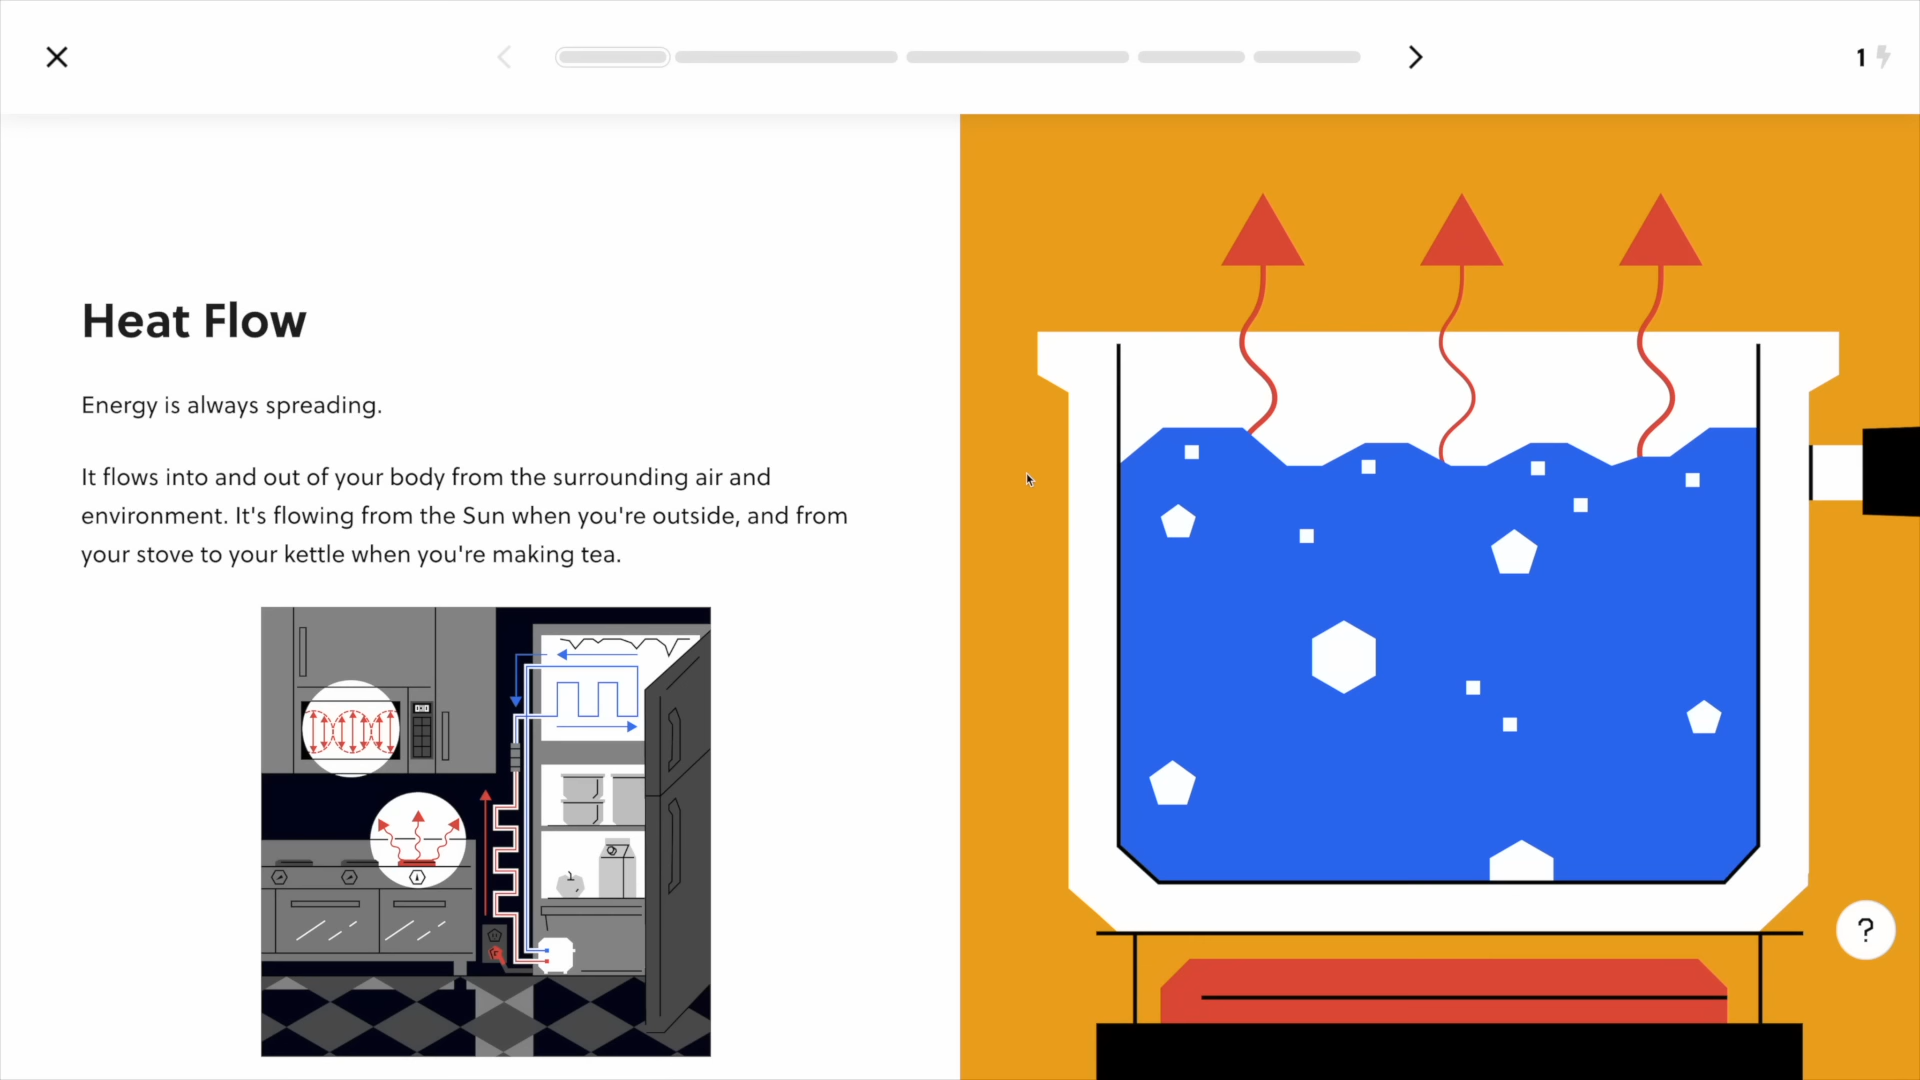 1
Heat Flow
Energy is always spreading.
It flows into and out of your body from the surrounding air and
environment. It's flowing from the Sun when you're outside, and from
your stove to your kettle when you're making tea.
?